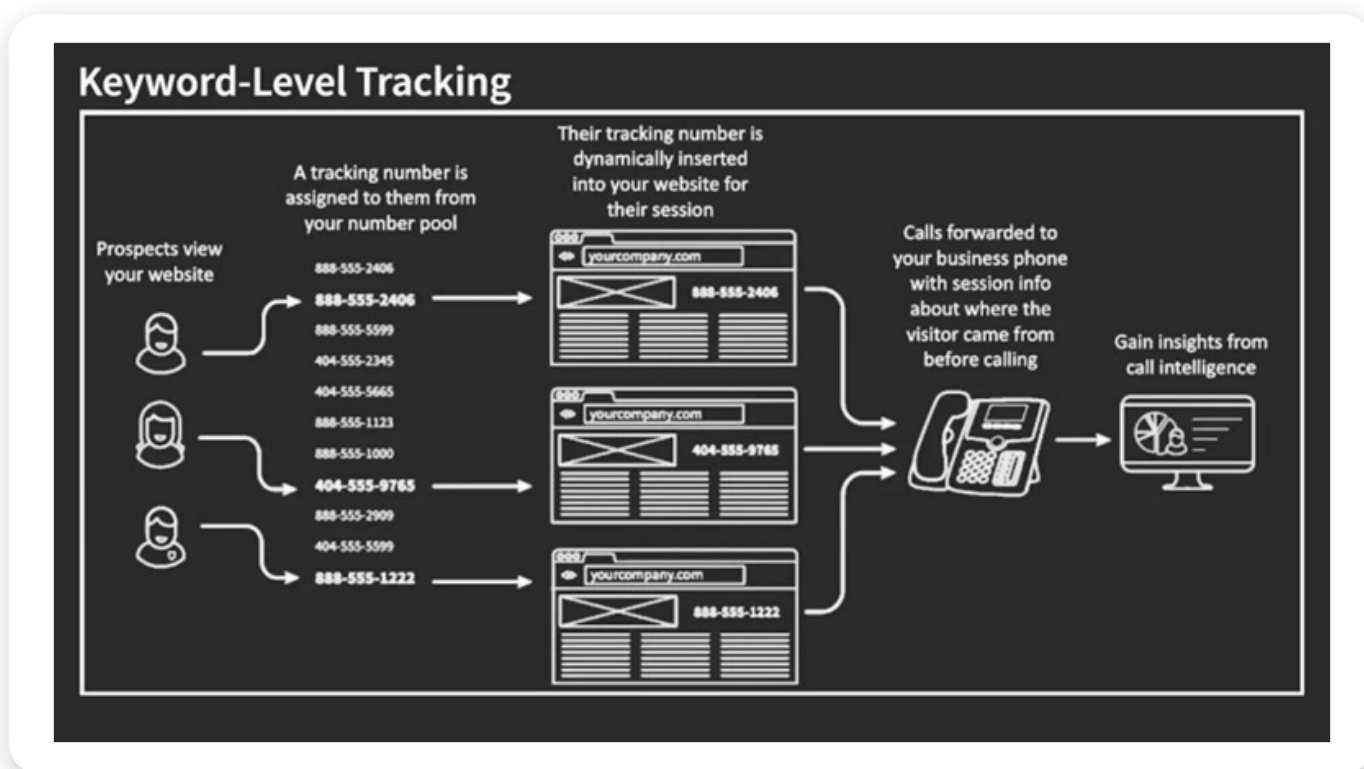 Keyword-Level Tracking
Prospects view
your website
A tracking number is
assigned to them from
your number pool
888-555-2406
888-555-2406
888-555-5599
404-555-2345
404-555-5665
888-555-1123
888-555-1000
404-555-9765
888-555-2909
404-555-5599
888-555-1222
Their tracking number is
dynamically inserted
into your website for
their session
yourcompany.com
888-555-2406
yourcompany.com
404-555-9765
yourcompany.com
888-555-1222
Calls forwarded to
your business phone
with session info
about where the
visitor came from
before calling
Gain insights from
call intelligence